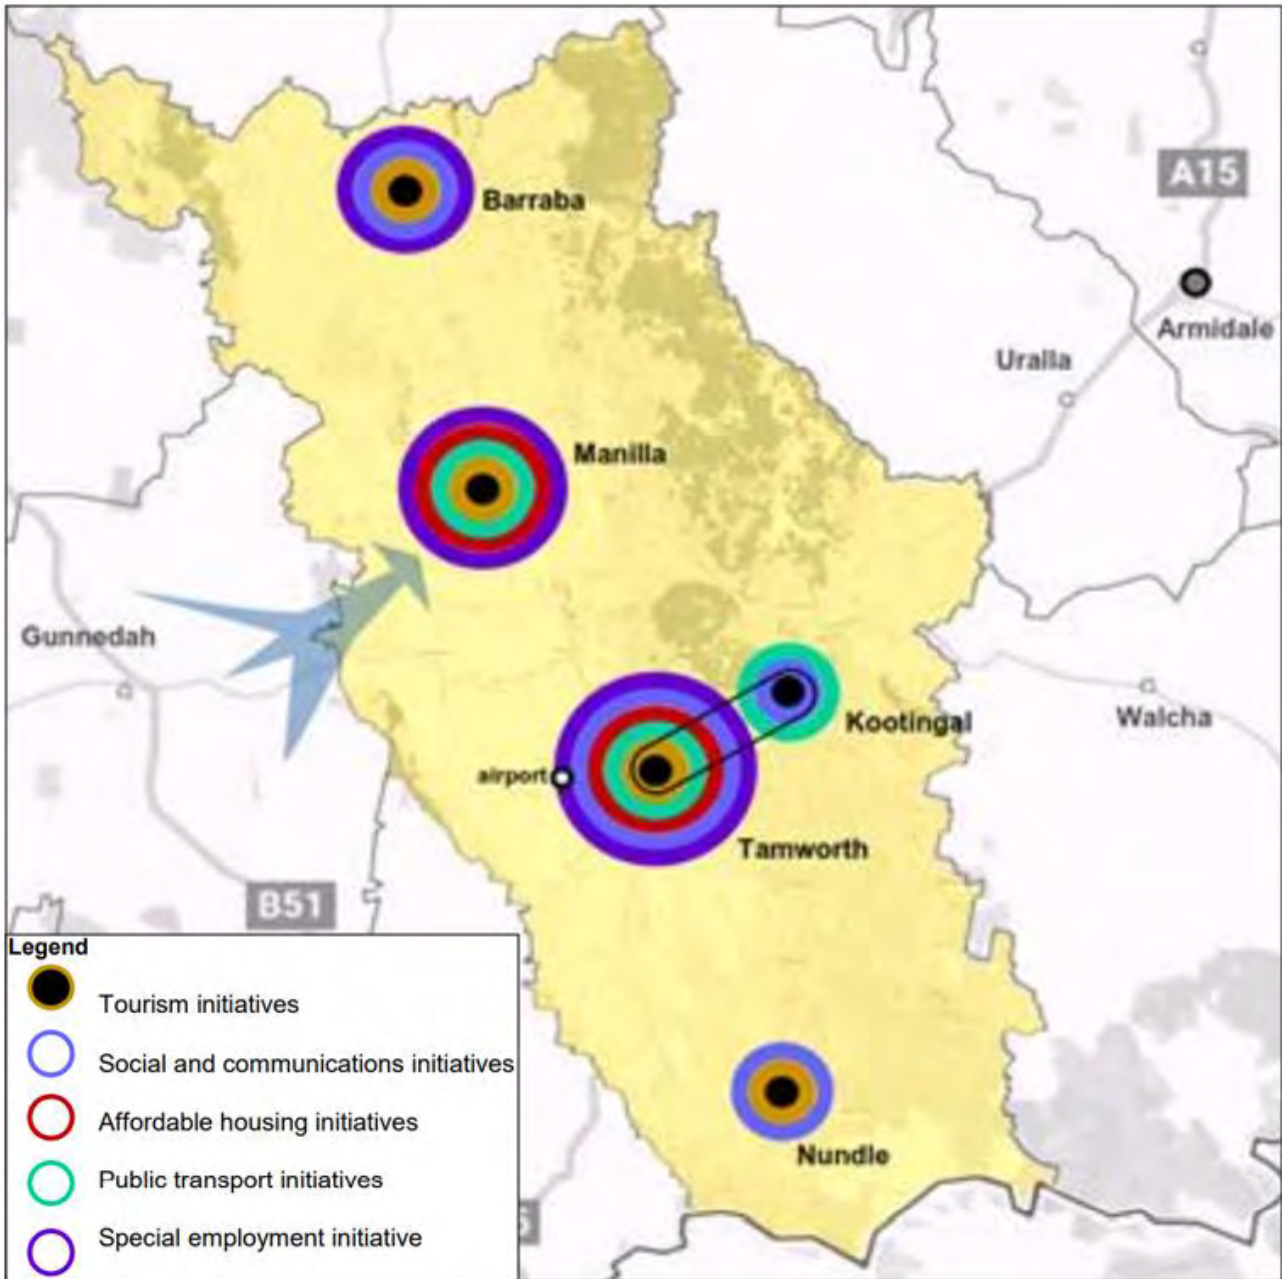 A15
Barraba
Armidale
Uralla
Manilla
Gunnedah
Kootingal
Walcha
airport
Tamworth
B51
Legend
Tourism initiatives
Social and communications initiatives
Affordable housing initiatives
Public transport initiatives
Special employment initiative
Nundle